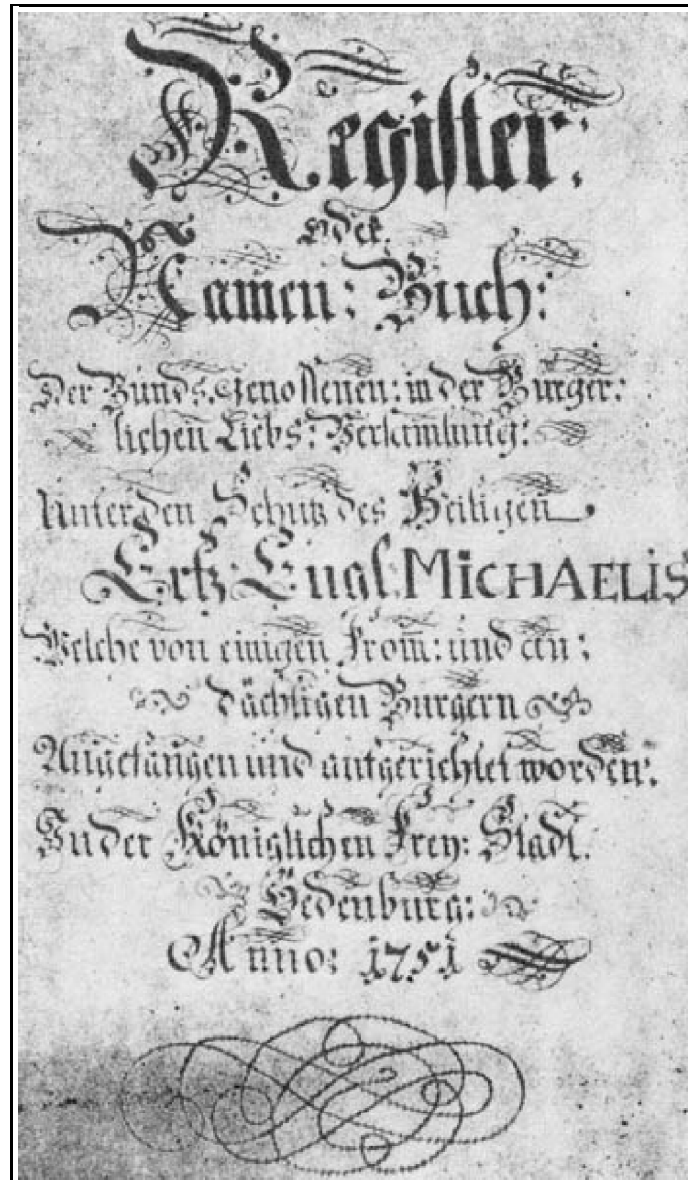 Register:
Oder.
Namen: Buch:
Der Bunds. Genossenen: in der Burger:
lichen Liebs: Versamlung:
Unter den Schutz des Heiligen
Ertz: Engl: MiCHAELIS
Welche von einigen from̄: und an:
dächtigen Burgern
Angefangen und aufgerichtet worden.
In der Königlichen Frey: Stadt.
Oedenburg:
Anno: 1751